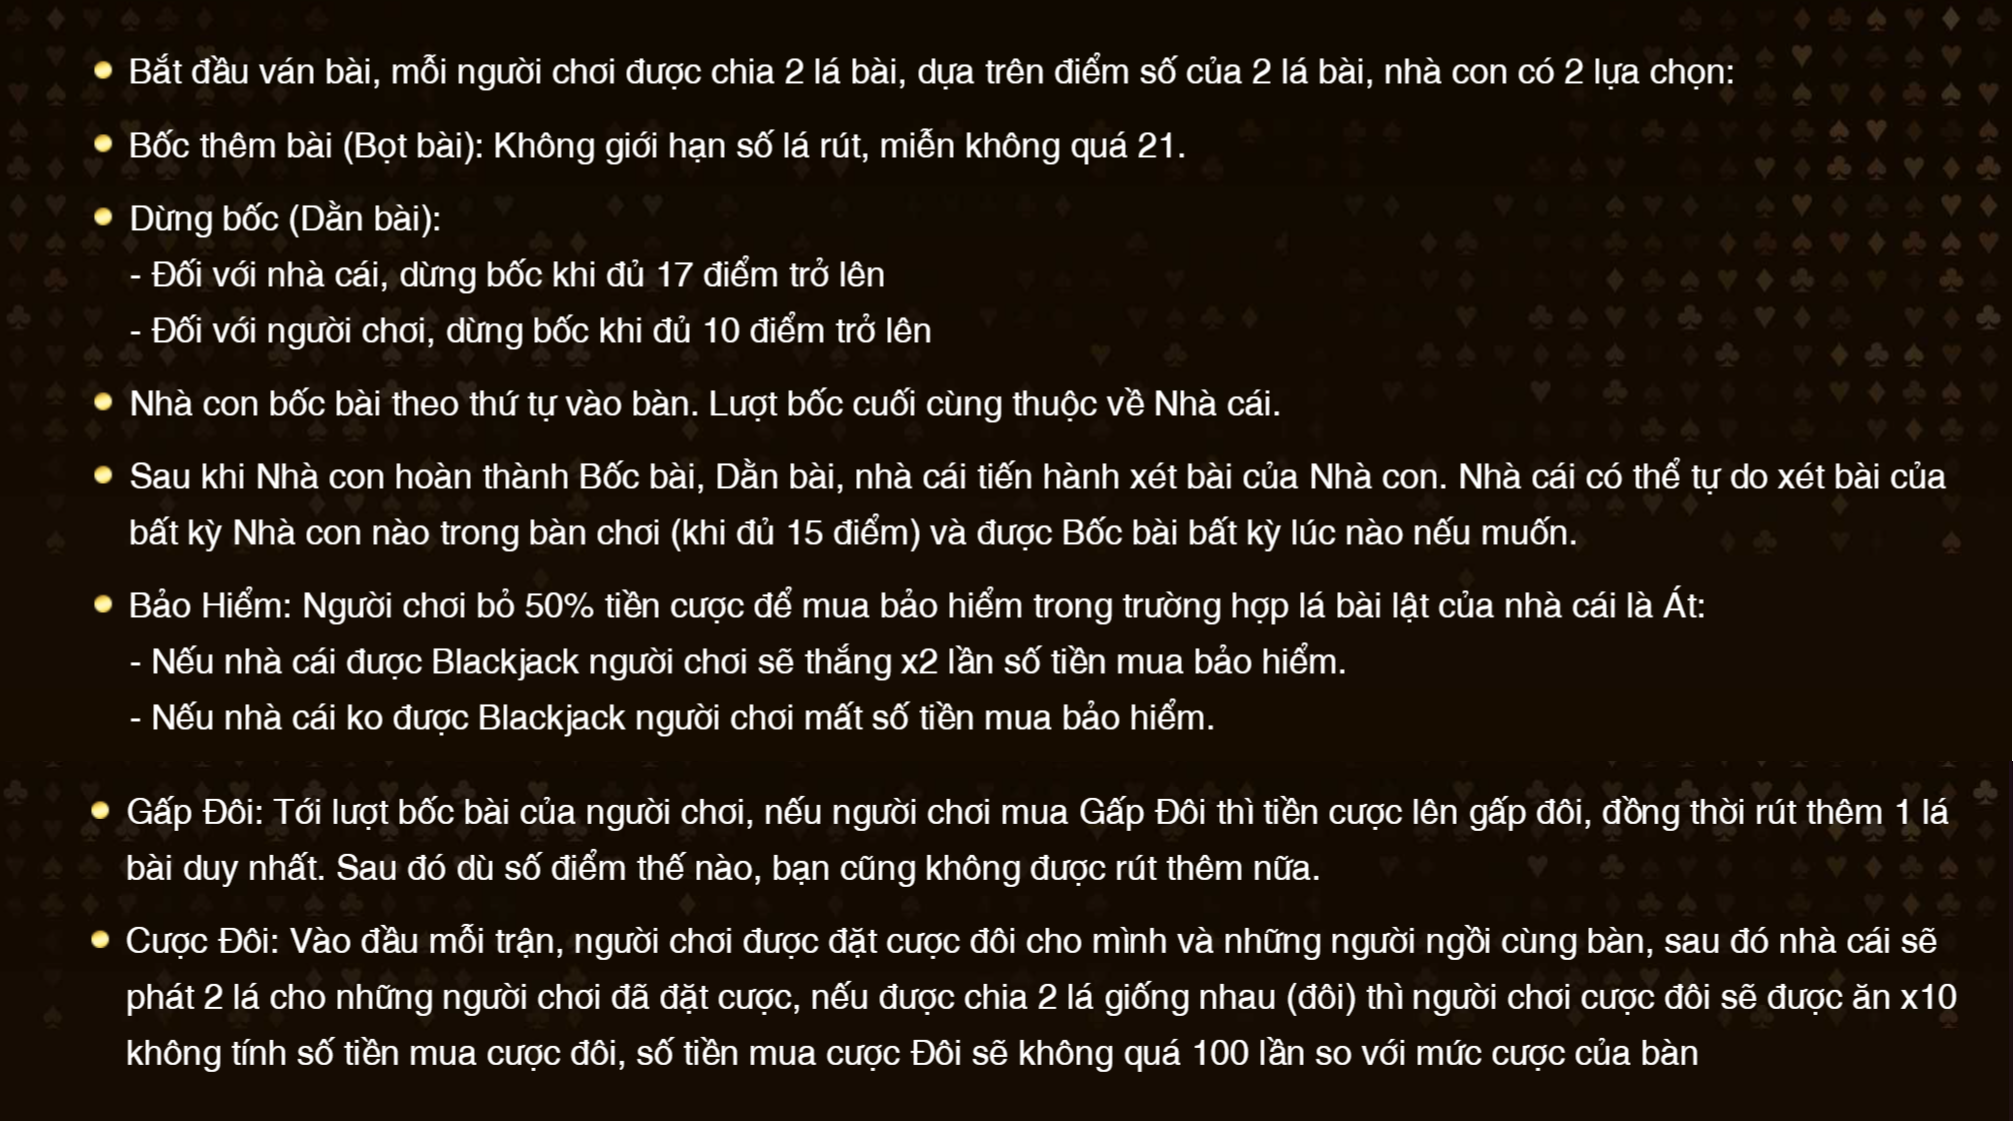 Bắt đầu ván bài, mỗi người chơi được chia 2 lá bài, dựa trên điểm số của 2 lá bài, nhà con có 2 lựa chọn:
Bốc thêm bài (Bọt bài): Không giới hạn số lá rút, miễn không quá 21.
Dừng bốc (Dằn bài):
- Đối với nhà cái, dừng bốc khi đủ 17 điểm trở lên
- Đối với người chơi, dừng bốc khi đủ 10 điểm trở lên
Nhà con bốc bài theo thứ tự vào bàn. Lượt bốc cuối cùng thuộc về Nhà cái.
Sau khi Nhà con hoàn thành Bốc bài, Dằn bài, nhà cái tiến hành xét bài của Nhà con. Nhà cái có thể tự do xét bài của
bất kỳ Nhà con nào trong bàn chơi (khi đủ 15 điểm) và được Bốc bài bất kỳ lúc nào nếu muốn.
Bảo Hiểm: Người chơi bỏ 50% tiền cược để mua bảo hiểm trong trường hợp lá bài lật của nhà cái là Át:
- Nếu nhà cái được Blackjack người chơi sẽ thắng x2 lần số tiền mua bảo hiểm.
- Nếu nhà cái ko được Blackjack người chơi mất số tiền mua bảo hiểm.
Gấp Đôi: Tới lượt bốc bài của người chơi, nếu người chơi mua Gấp Đôi thì tiền cược lên gấp đôi, đồng thời rút thêm 1 lá
bài duy nhất. Sau đó dù số điểm thế nào, bạn cũng không được rút thêm nữa.
Cược Đôi: Vào đầu mỗi trận, người chơi được đặt cược đôi cho mình và những người ngồi cùng bàn, sau đó nhà cái sẽ
phát 2 lá cho những người chơi đã đặt cược, nếu được chia 2 lá giống nhau (đôi) thì người chơi cược đôi sẽ được ăn x10
không tính số tiền mua cược đôi, số tiền mua cược Đôi sẽ không quá 100 lần so với mức cược của bàn